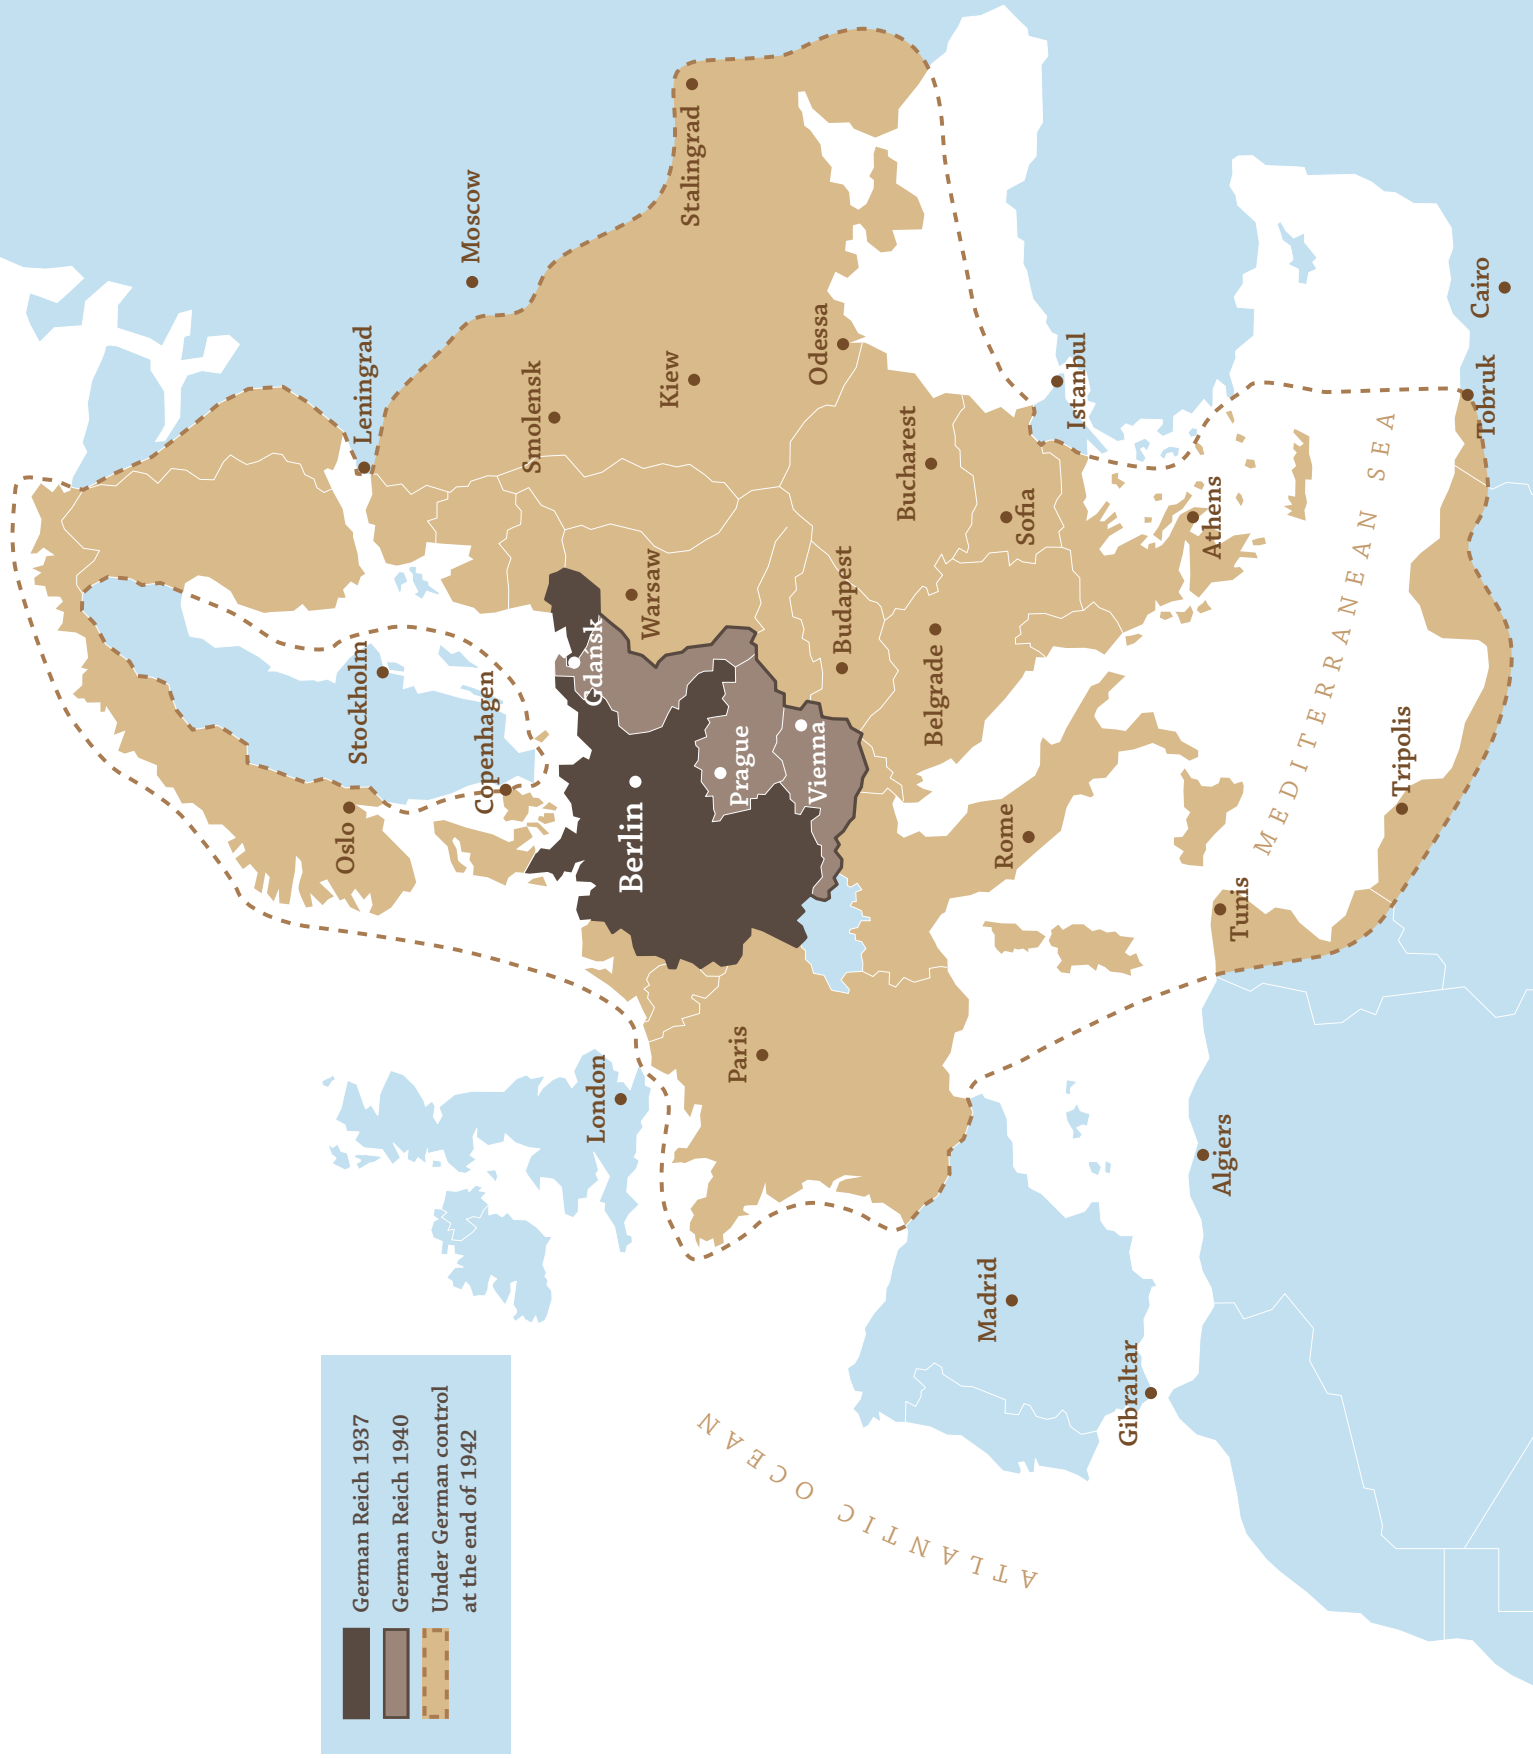 German Reich 1937
German Reich 1940
Under German control
at the end of 1942
ATLANTIC OCEAN
MEDITERRANEAN SEA
Oslo
Stockholm
Copenhagen
Leningrad
Moscow
Smolensk
Stalingrad
Kiew
Odessa
London
Berlin
Gdańsk
Warsaw
Paris
Prague
Vienna
Budapest
Belgrade
Bucharest
Sofia
Istanbul
Madrid
Rome
Athens
Gibraltar
Algiers
Tunis
Tripolis
Tobruk
Cairo